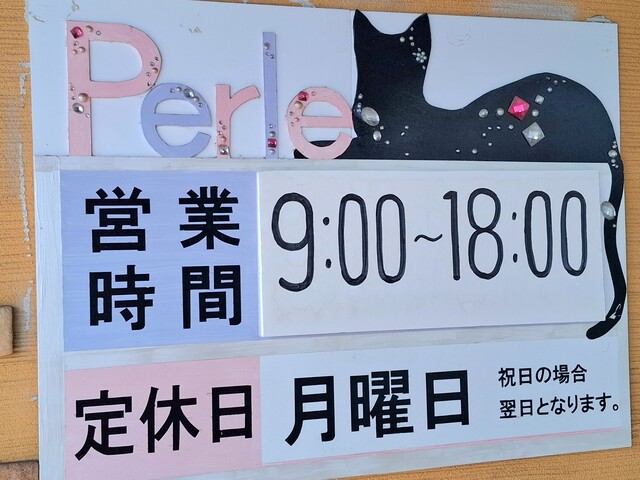 Perle
営業
時間
9:00~18:00
定休日
月曜日
祝日の場合
翌日となります。